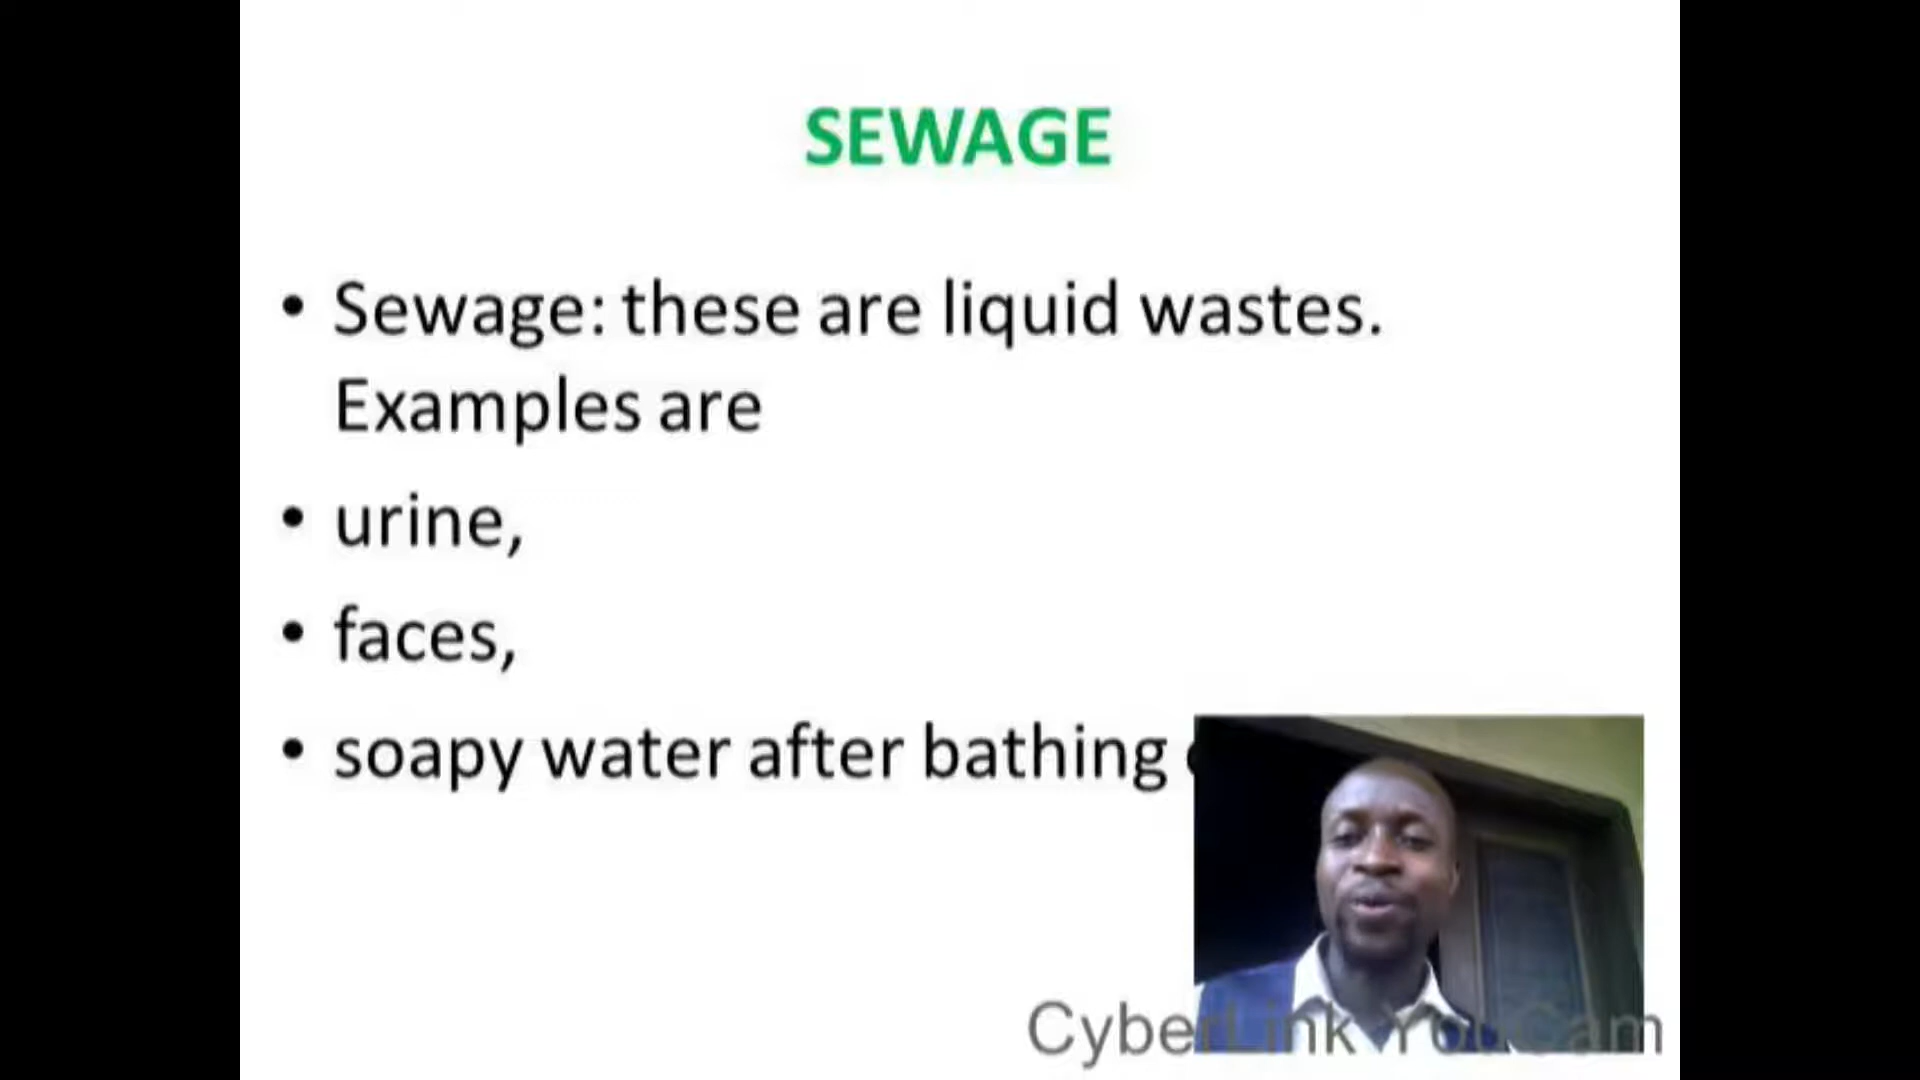 SEWAGE
• Sewage: these are liquid wastes.
Examples are
• urine,
• faces,
• soapy water after bathing
CyberLink YouCam